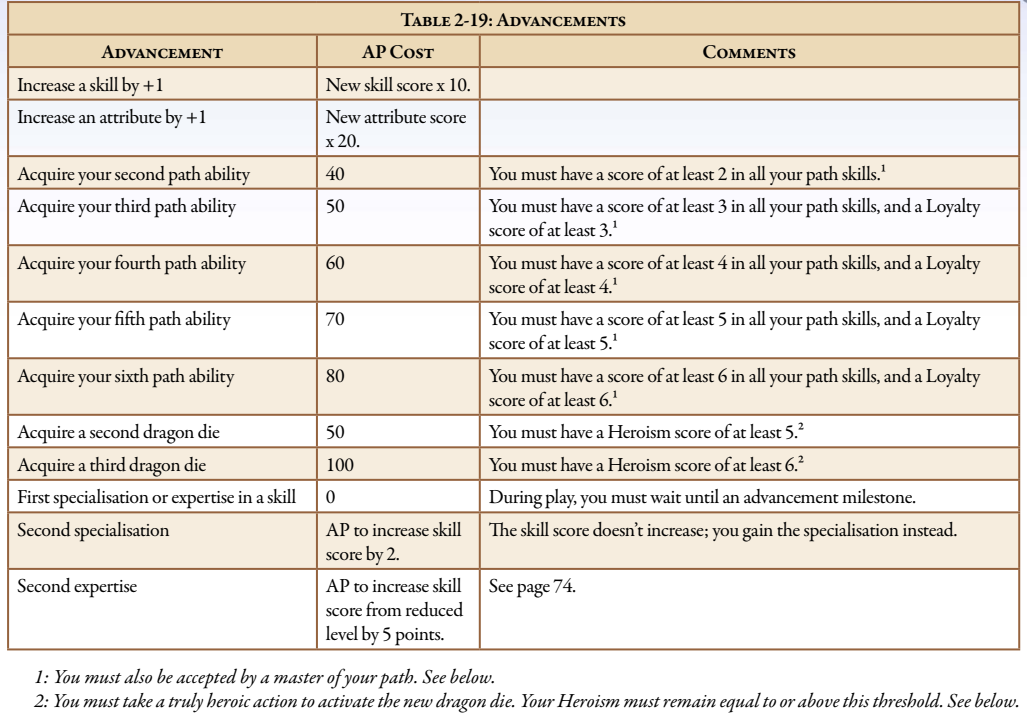 TABLE 2-19: ADVANCEMENTS
ADVANCEMENT AP COST COMMENTS
Increase a skill by +1 New skill score x 10.
Increase an attribute by +1 New attribute score
x 20.
Acquire your second path ability 40 You must have a score of at least 2 in all your path skills.¹
Acquire your third path ability 50 You must have a score of at least 3 in all your path skills, and a Loyalty
score of at least 3.¹
Acquire your fourth path ability 60 You must have a score of at least 4 in all your path skills, and a Loyalty
score of at least 4.¹
Acquire your fifth path ability 70 You must have a score of at least 5 in all your path skills, and a Loyalty
score of at least 5.¹
Acquire your sixth path ability 80 You must have a score of at least 6 in all your path skills, and a Loyalty
score of at least 6.¹
Acquire a second dragon die 50 You must have a Heroism score of at least 5.²
Acquire a third dragon die 100 You must have a Heroism score of at least 6.²
First specialisation or expertise in a skill 0 During play, you must wait until an advancement milestone.
Second specialisation AP to increase skill The skill score doesn't increase; you gain the specialisation instead.
score by 2.
Second expertise AP to increase skill See page 74.
score from reduced
level by 5 points.
1: You must also be accepted by a master of your path. See below.
2: You must take a truly heroic action to activate the new dragon die. Your Heroism must remain equal to or above this threshold. See below.